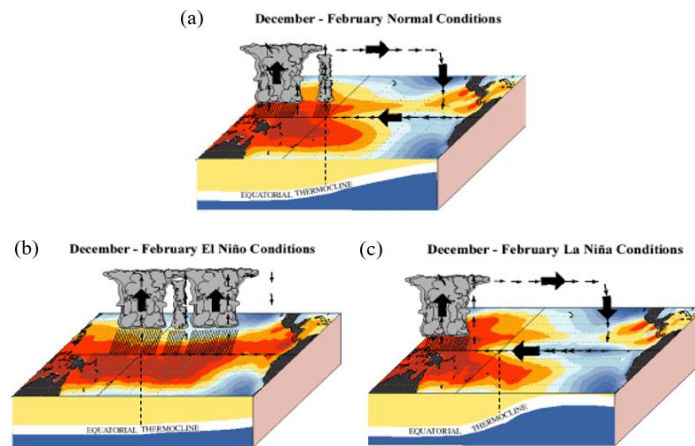 (a)
December - February Normal Conditions
EQUATORIAL THERMOCLINE
(b)
December - February El Niño Conditions
EQUATORIAL THERMOCLINE
(c)
December - February La Niña Conditions
EQUATORIAL THERMOCLINE